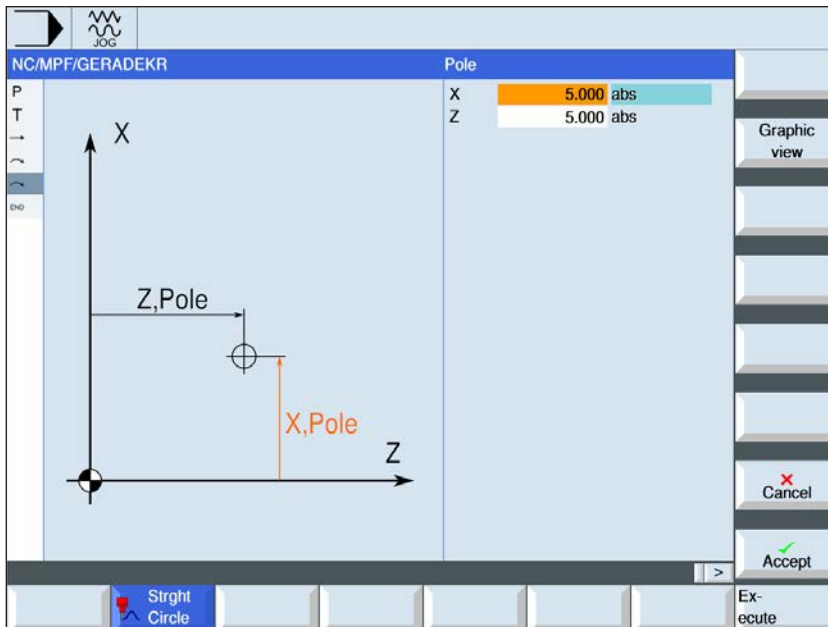 JOG
NC/MPF/GERADEKR
Pole
P
T
END
X 5.000 abs
Z 5.000 abs
X
Z,Pole
X,Pole
Z
Graphic
view
Cancel
Accept
>
Strght
Circle
Ex-
ecute